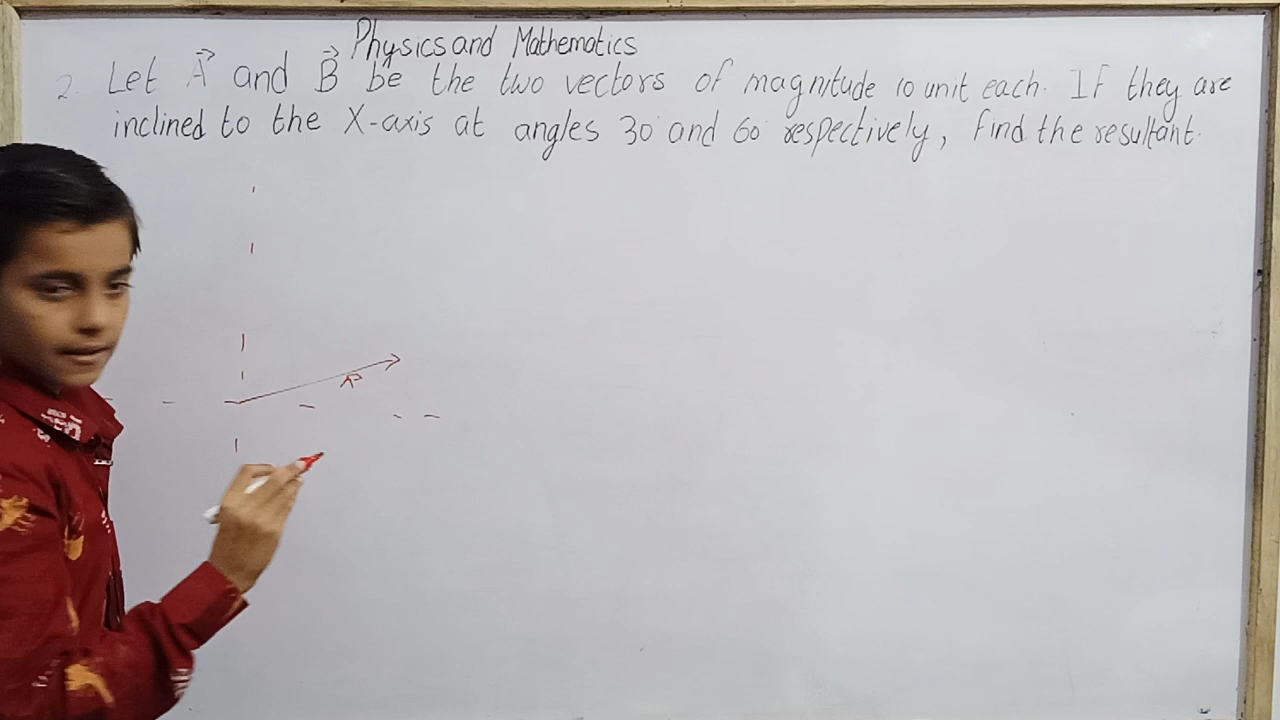 Physics and Mathematics
2. Let A⃗ and B⃗ be the two vectors of magnitude 10 unit each. If they are
inclined to the X-axis at angles 30° and 60° respectively, find the resultant.
A⃗